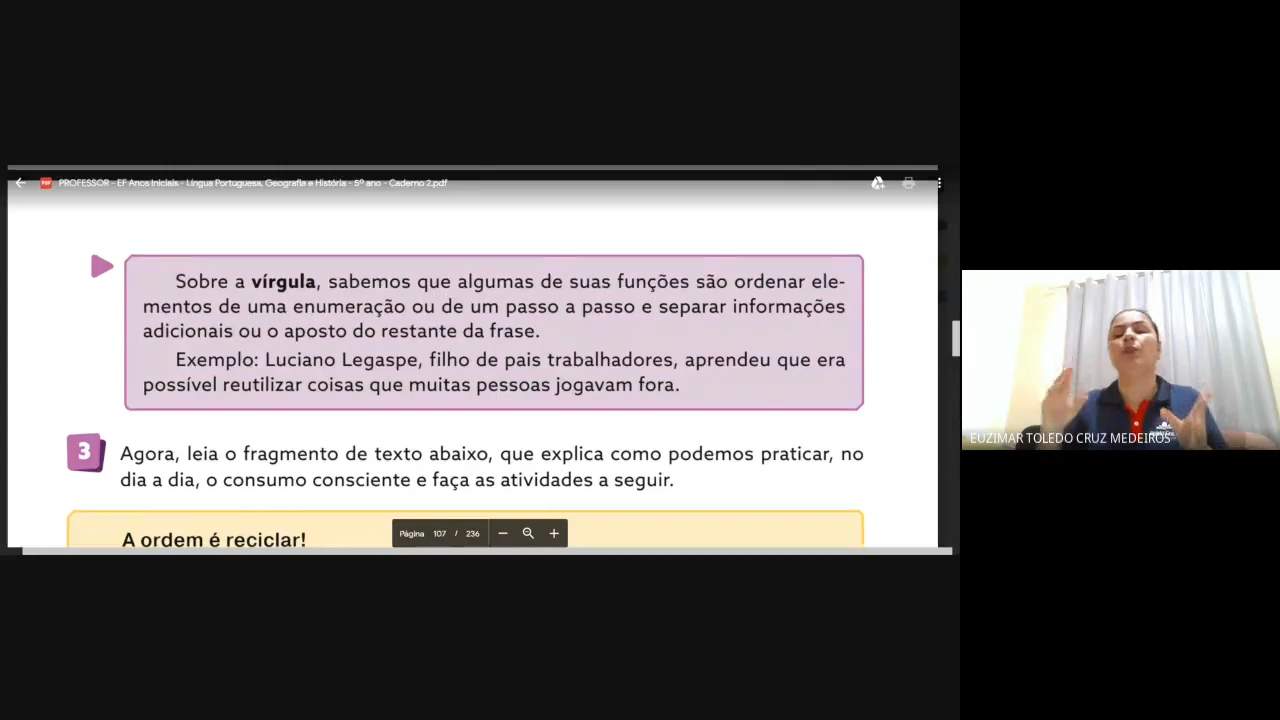 PROFESSOR - EF Anos Iniciais - Língua Portuguesa, Geografia e História - 5º ano - Caderno 2.pdf
Sobre a vírgula, sabemos que algumas de suas funções são ordenar ele-
mentos de uma enumeração ou de um passo a passo e separar informações
adicionais ou o aposto do restante da frase.
Exemplo: Luciano Legaspe, filho de pais trabalhadores, aprendeu que era
possível reutilizar coisas que muitas pessoas jogavam fora.
3 Agora, leia o fragmento de texto abaixo, que explica como podemos praticar, no
dia a dia, o consumo consciente e faça as atividades a seguir.
A ordem é reciclar!
Página 107 / 236
EUZIMAR TOLEDO CRUZ MEDEIROS